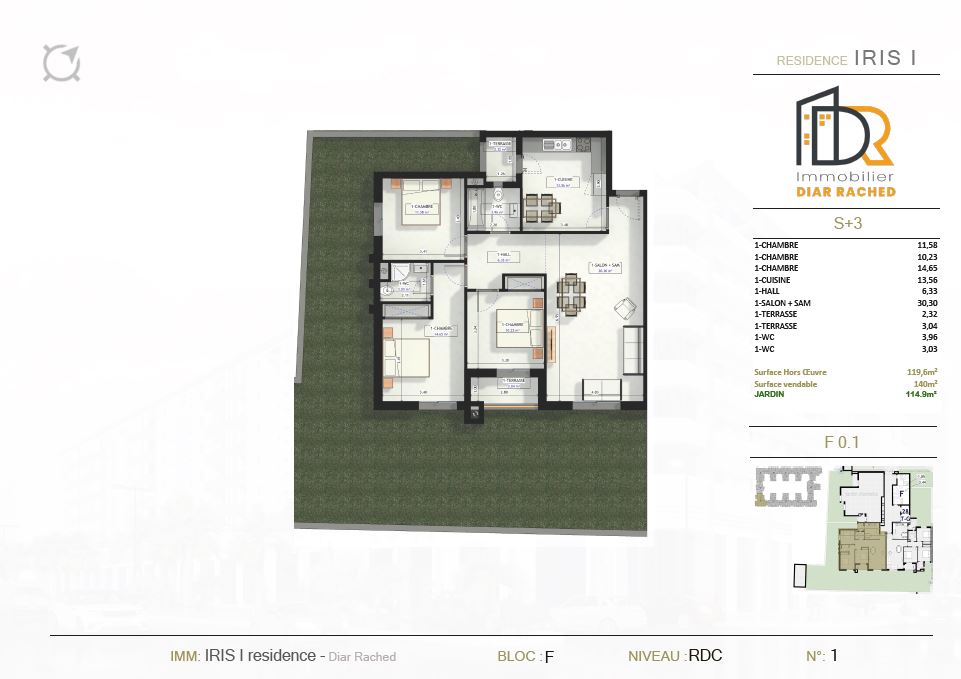 RESIDENCE IRIS I
DR
Immobilier
DIAR RACHED
S+3
1-CHAMBRE 11,58
1-CHAMBRE 10,23
1-CHAMBRE 14,65
1-CUISINE 13,56
1-HALL 6,33
1-SALON + SAM 30,30
1-TERRASSE 2,32
1-TERRASSE 3,04
1-WC 3,96
1-WC 3,03
Surface Hors Œuvre 119,6m²
Surface vendable 140m²
JARDIN 114.9m²
F 0.1
F
1-TERRASSE
1-CUISINE
1-CHAMBRE
1-WC
1-HALL
1-SALON + SAM
1-WC
1-CHAMBRE
1-CHAMBRE
1-TERRASSE
IMM: IRIS I residence - Diar Rached BLOC : F NIVEAU : RDC N°: 1